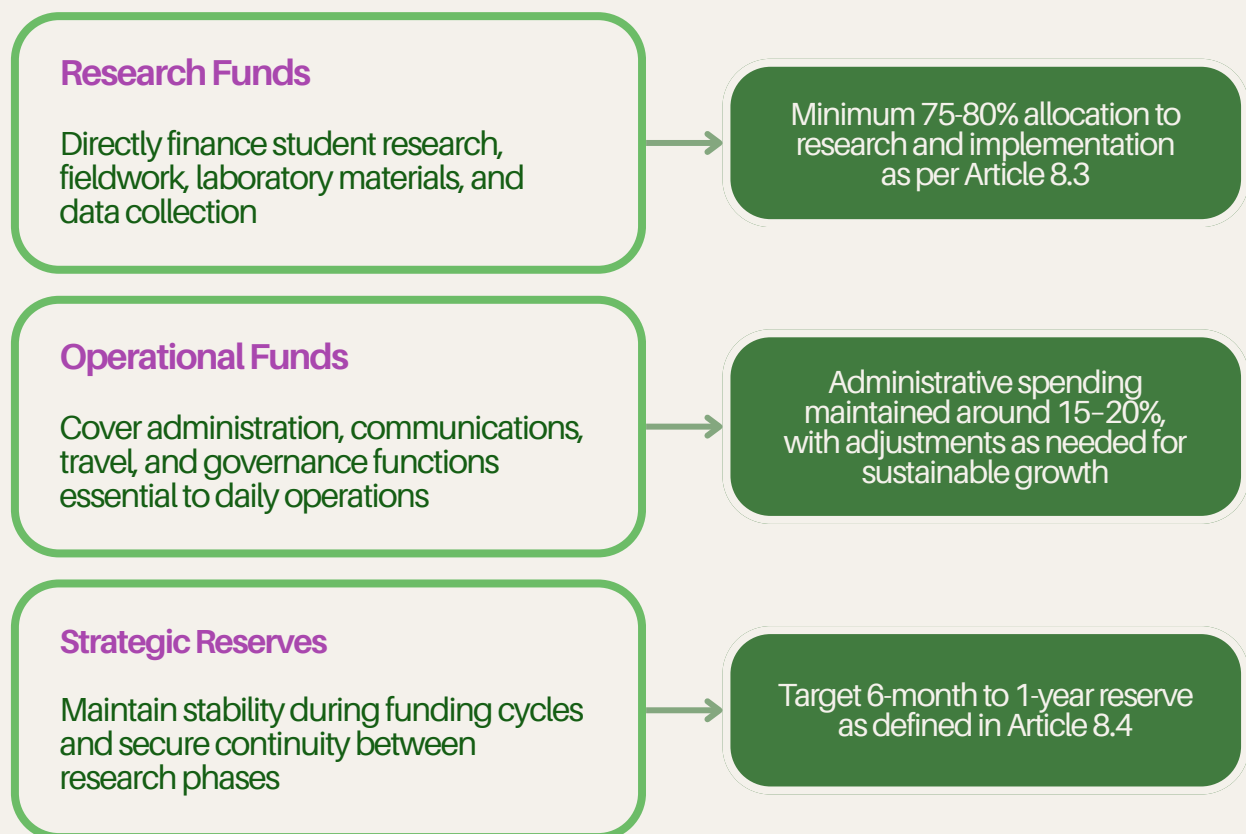 Research Funds
Directly finance student research,
fieldwork, laboratory materials, and
data collection
Minimum 75-80% allocation to
research and implementation
as per Article 8.3
Operational Funds
Cover administration, communications,
travel, and governance functions
essential to daily operations
Administrative spending
maintained around 15–20%,
with adjustments as needed for
sustainable growth
Strategic Reserves
Maintain stability during funding cycles
and secure continuity between
research phases
Target 6-month to 1-year reserve
as defined in Article 8.4